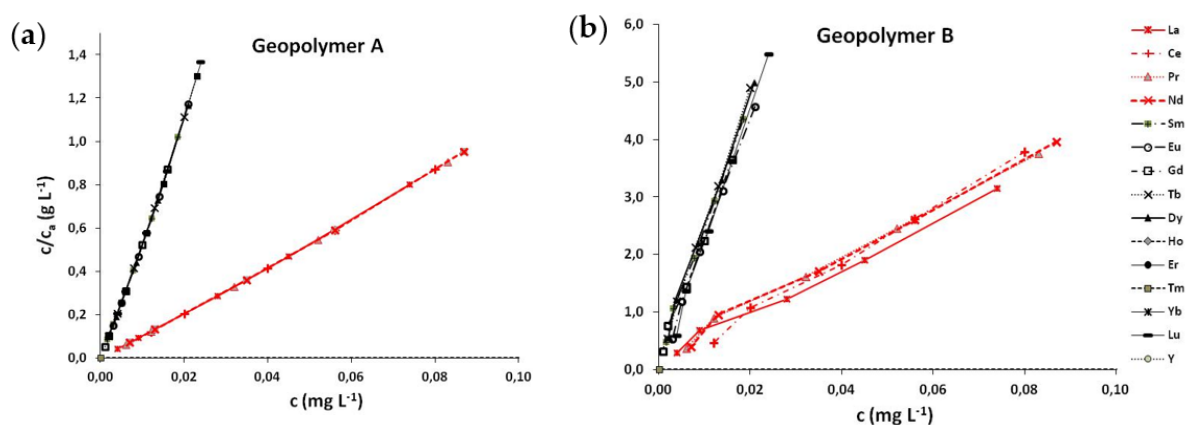 (a)
Geopolymer A
c/ca (g L-1)
1,4
1,2
1,0
0,8
0,6
0,4
0,2
0,0
0,00 0,02 0,04 0,06 0,08 0,10
c (mg L-1)
(b)
Geopolymer B
6,0
5,0
4,0
3,0
2,0
1,0
0,0
0,00 0,02 0,04 0,06 0,08 0,10
c (mg L-1)
La
Ce
Pr
Nd
Sm
Eu
Gd
Tb
Dy
Ho
Er
Tm
Yb
Lu
Y